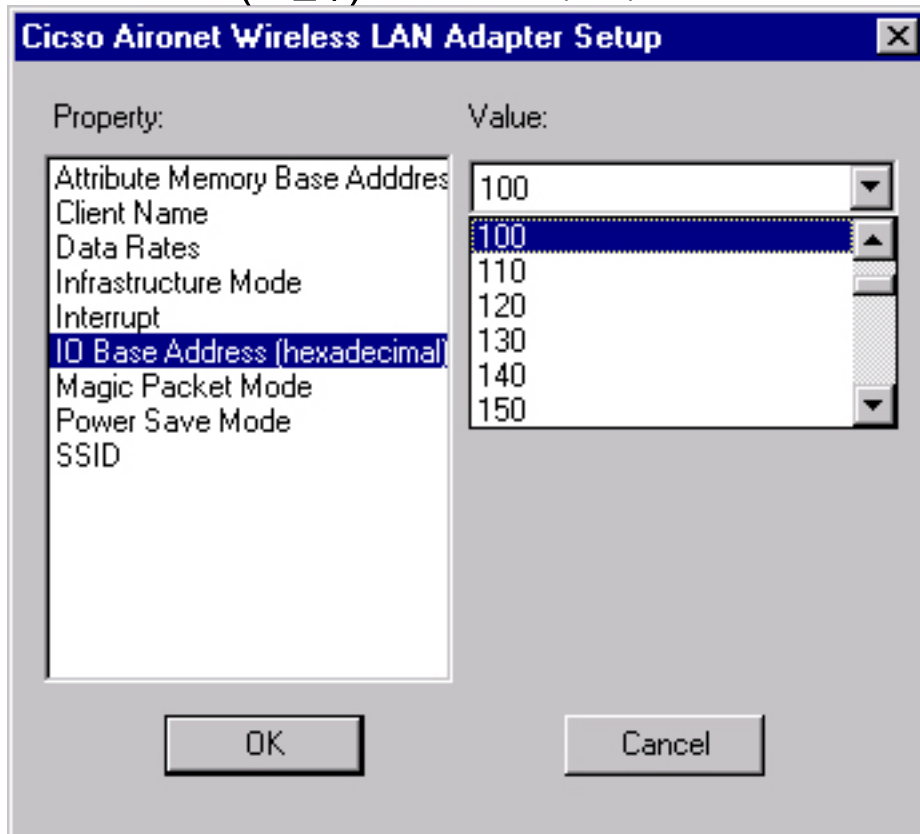 Cicso Aironet Wireless LAN Adapter Setup
Property:
Value:
Attribute Memory Base Adddres
Client Name
Data Rates
Infrastructure Mode
Interrupt
IO Base Address (hexadecimal)
Magic Packet Mode
Power Save Mode
SSID
100
100
110
120
130
140
150
OK
Cancel